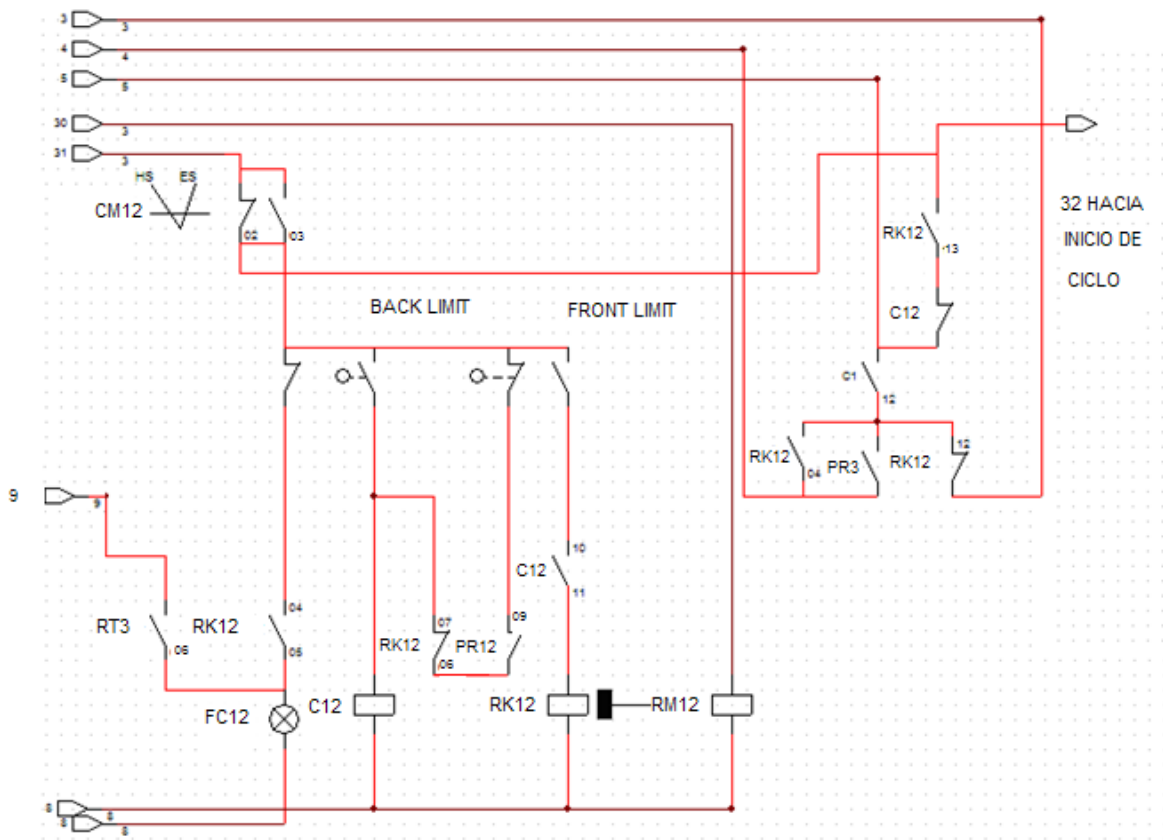 3
3
4
4
5
5
30
3
31
3
HS ES
CM12
02
03
32 HACIA
INICIO DE
CICLO
RK12
13
BACK LIMIT
FRONT LIMIT
C12
C1
12
RK12
04
PR3
RK12
12
9
9
10
C12
11
RT3
06
RK12
04
05
07
RK12
06
PR12
09
FC12
C12
RK12
RM12
8
8
8
8